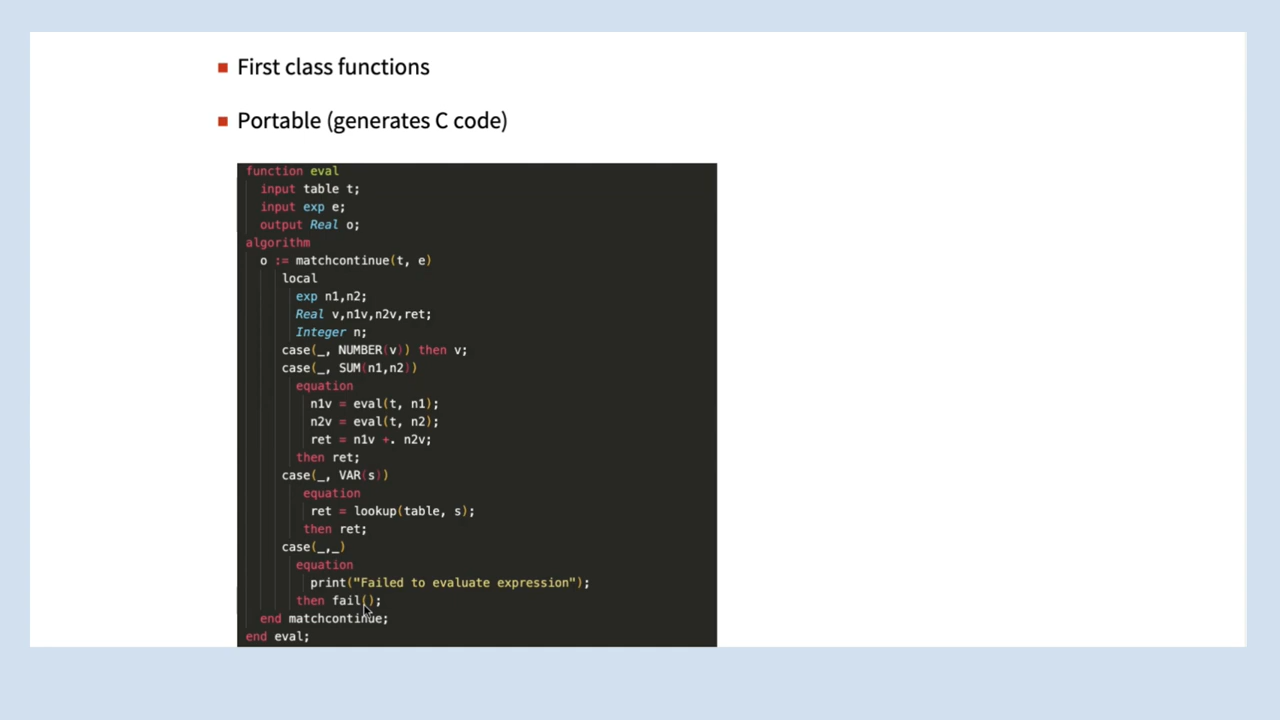 First class functions
Portable (generates C code)
function eval
input table t;
input exp e;
output Real o;
algorithm
o := matchcontinue(t, e)
local
exp n1,n2;
Real v,n1v,n2v,ret;
Integer n;
case(_, NUMBER(v)) then v;
case(_, SUM(n1,n2))
equation
n1v = eval(t, n1);
n2v = eval(t, n2);
ret = n1v +. n2v;
then ret;
case(_, VAR(s))
equation
ret = lookup(table, s);
then ret;
case(_,_)
equation
print("Failed to evaluate expression");
then fail();
end matchcontinue;
end eval;